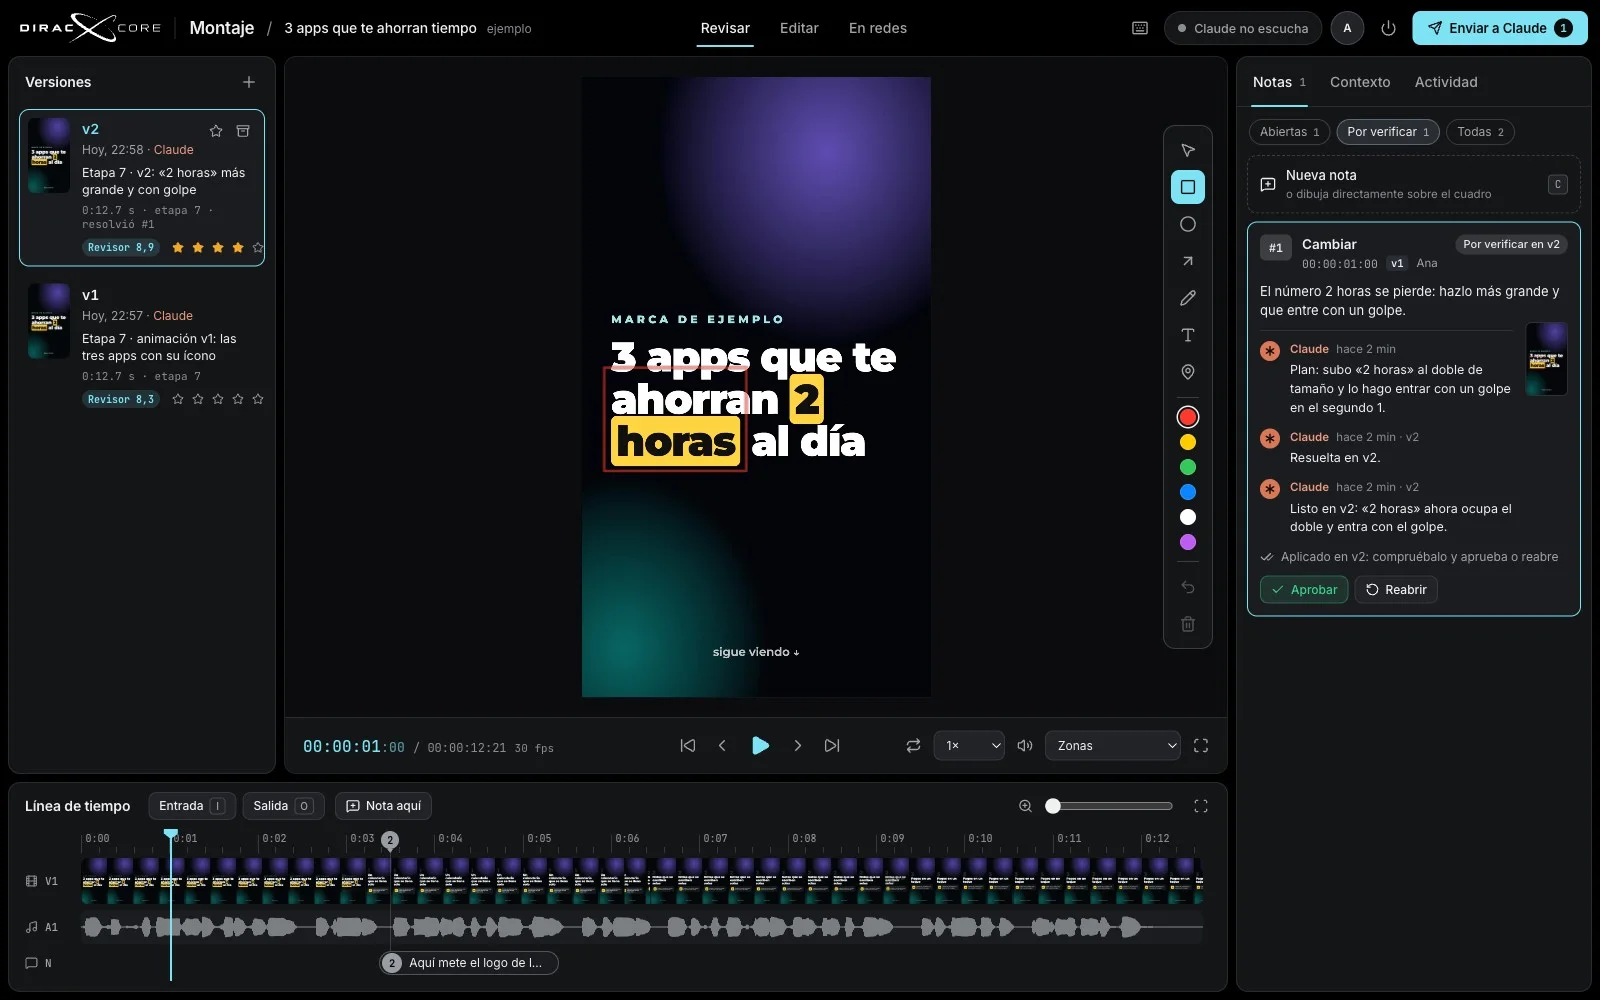 DIRAC CORE
Montaje / 3 apps que te ahorran tiempo ejemplo
Revisar Editar En redes
Claude no escucha
A
Enviar a Claude 1
Versiones
v2
Hoy, 22:58 · Claude
Etapa 7 · v2: «2 horas» más
grande y con golpe
0:12.7 s · etapa 7 ·
resolvió #1
Revisor 8,9
v1
Hoy, 22:57 · Claude
Etapa 7 · animación v1: las
tres apps con su ícono
0:12.7 s · etapa 7
Revisor 8,3
MARCA DE EJEMPLO
3 apps que te
ahorran 2
horas al día
sigue viendo ↓
00:00:01:00 / 00:00:12:21 30 fps
1×
Zonas
Notas 1 Contexto Actividad
Abiertas 1 Por verificar 1 Todas 2
Nueva nota
o dibuja directamente sobre el cuadro
C
#1 Cambiar
Por verificar en v2
00:00:01:00 v1 Ana
El número 2 horas se pierde: hazlo más grande y
que entre con un golpe.
Claude hace 2 min
Plan: subo «2 horas» al doble de
tamaño y lo hago entrar con un golpe
en el segundo 1.
Claude hace 2 min · v2
Resuelta en v2.
Claude hace 2 min · v2
Listo en v2: «2 horas» ahora ocupa el
doble y entra con el golpe.
Aplicado en v2: compruébalo y aprueba o reabre
Aprobar Reabrir
Línea de tiempo Entrada I Salida O Nota aquí
0:00 0:01 0:02 0:03 2 0:04 0:05 0:06 0:07 0:08 0:09 0:10 0:11 0:12
V1
A1
N
2 Aquí mete el logo de l...